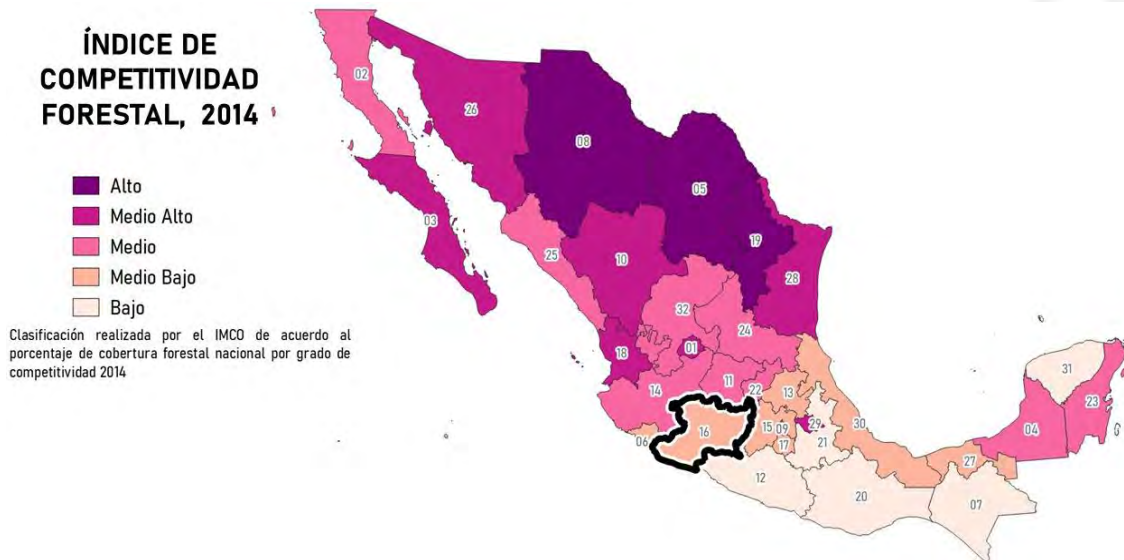 ÍNDICE DE
COMPETITIVIDAD
FORESTAL, 2014
Alto
Medio Alto
Medio
Medio Bajo
Bajo
Clasificación realizada por el IMCO de acuerdo al
porcentaje de cobertura forestal nacional por grado de
competitividad 2014
02
26
08
05
03
19
25
10
28
32
24
18
01
31
14
11
22
13
23
04
06
16
15
09
29
30
17
21
27
12
20
07